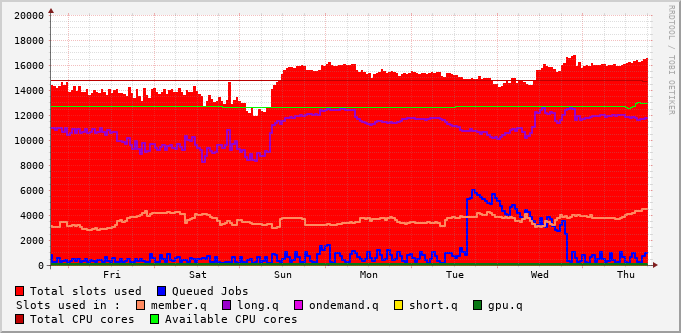 RRDTOOL / TOBI OETIKER
20000
18000
16000
14000
12000
10000
8000
6000
4000
2000
0
Fri Sat Sun Mon Tue Wed Thu
Total slots used Queued Jobs
Slots used in : member.q long.q ondemand.q short.q gpu.q
Total CPU cores Available CPU cores